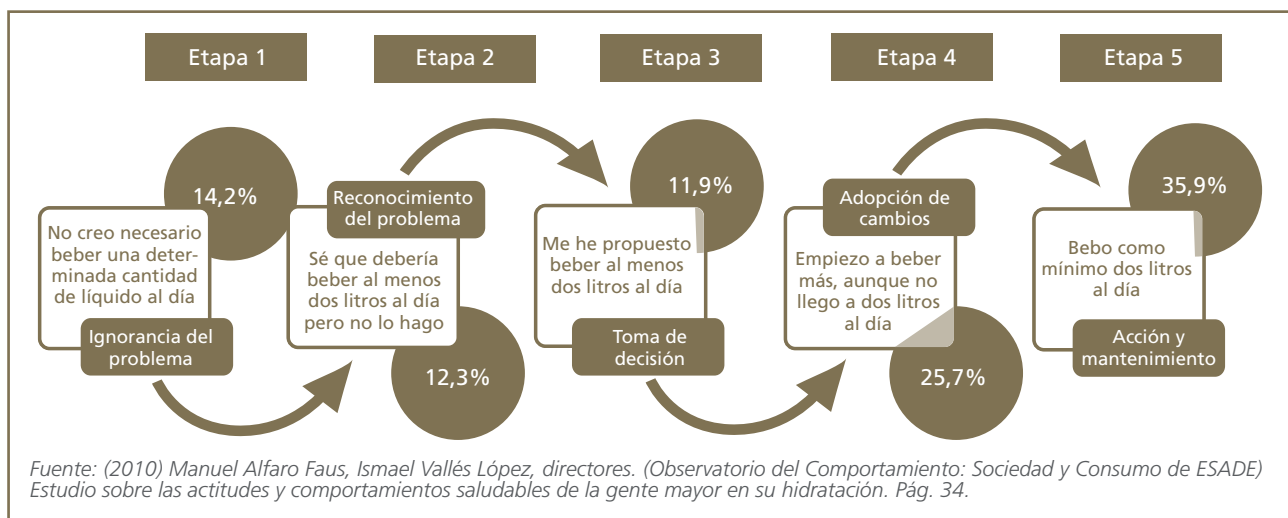 Etapa 1
14,2%
No creo necesario
beber una deter-
minada cantidad
de líquido al día
Ignorancia del
problema
Etapa 2
Reconocimiento
del problema
Sé que debería
beber al menos
dos litros al día
pero no lo hago
12,3%
Etapa 3
11,9%
Me he propuesto
beber al menos
dos litros al día
Toma de
decisión
Etapa 4
Adopción de
cambios
Empiezo a beber
más, aunque no
llego a dos litros
al día
25,7%
Etapa 5
35,9%
Bebo como
mínimo dos litros
al día
Acción y
mantenimiento
Fuente: (2010) Manuel Alfaro Faus, Ismael Vallés López, directores. (Observatorio del Comportamiento: Sociedad y Consumo de ESADE)
Estudio sobre las actitudes y comportamientos saludables de la gente mayor en su hidratación. Pág. 34.